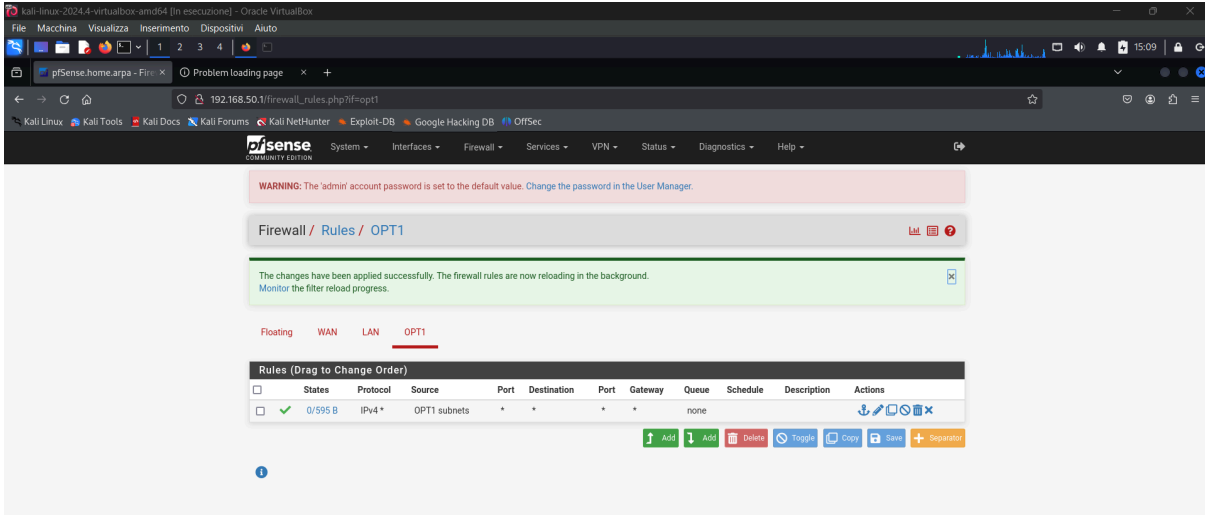 kali-linux-2024.4-virtualbox-amd64 [In esecuzione] - Oracle VirtualBox
File Macchina Visualizza Inserimento Dispositivi Aiuto
1 2 3 4 15:09
pfSense.home.arpa - Fire Problem loading page
192.168.50.1/firewall_rules.php?if=opt1
Kali Linux Kali Tools Kali Docs Kali Forums Kali NetHunter Exploit-DB Google Hacking DB OffSec
pfsense System Interfaces Firewall Services VPN Status Diagnostics Help
COMMUNITY EDITION
WARNING: The 'admin' account password is set to the default value. Change the password in the User Manager.
Firewall / Rules / OPT1
The changes have been applied successfully. The firewall rules are now reloading in the background.
Monitor the filter reload progress.
Floating WAN LAN OPT1
Rules (Drag to Change Order)
States Protocol Source Port Destination Port Gateway Queue Schedule Description Actions
0/595 B IPv4 * OPT1 subnets * * * * none
Add Add Delete Toggle Copy Save Separator